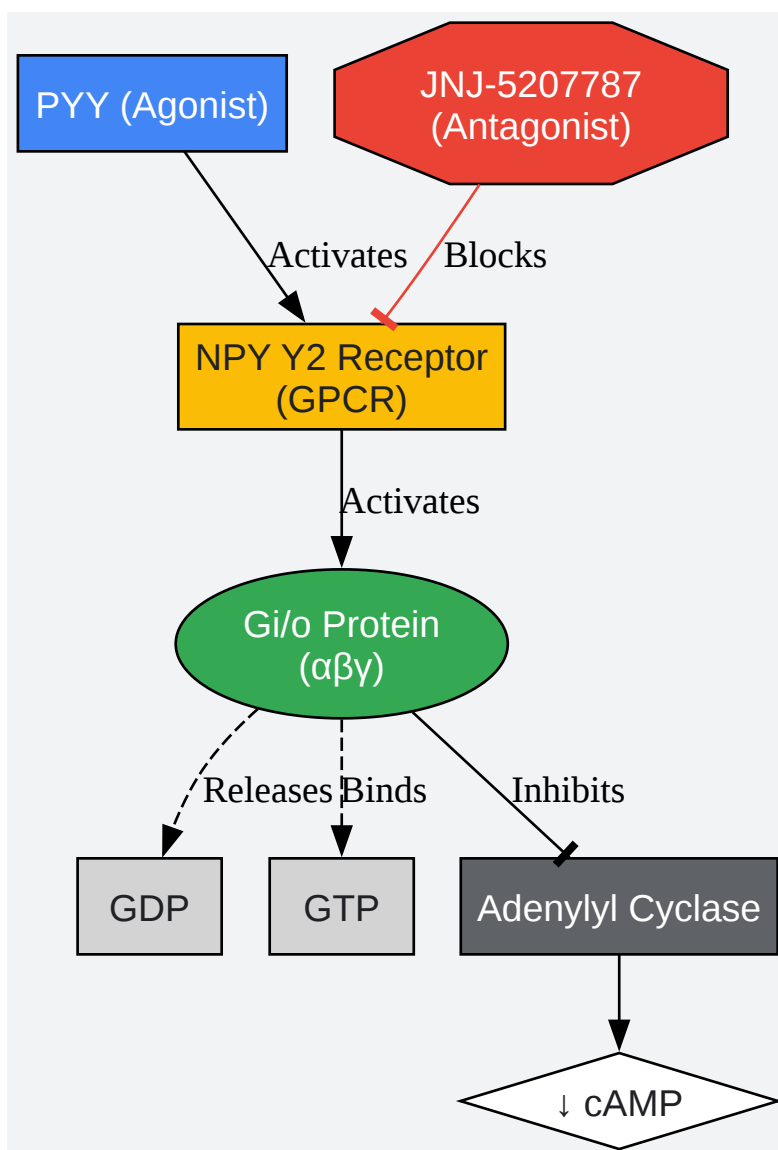 PYY (Agonist)
JNJ-5207787
(Antagonist)
Activates
Blocks
NPY Y2 Receptor
(GPCR)
Activates
Gi/o Protein
(αβγ)
Releases
Binds
Inhibits
GDP
GTP
Adenylyl Cyclase
↓ cAMP